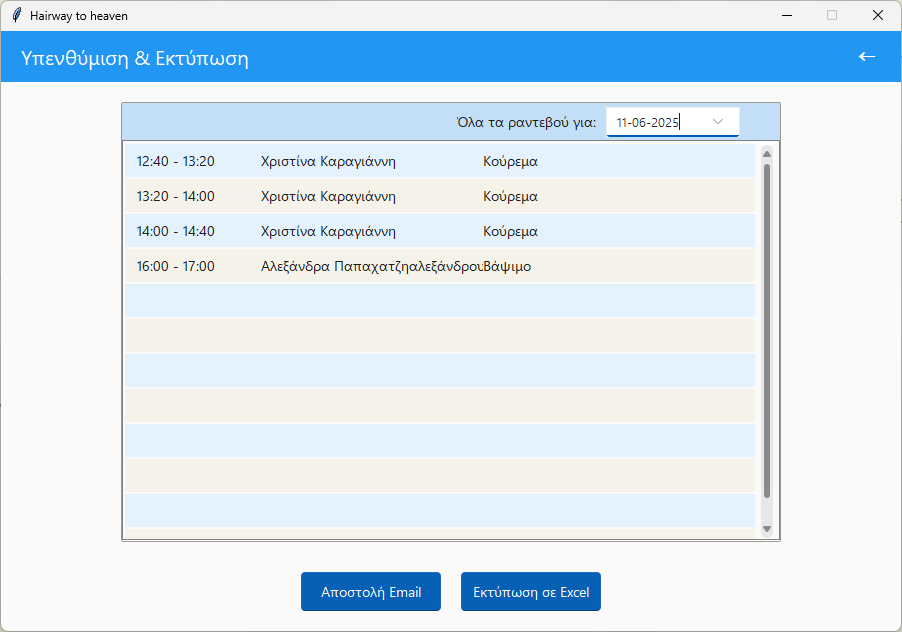 Hairway to heaven
Υπενθύμιση & Εκτύπωση
Όλα τα ραντεβού για: 11-06-2025
12:40 - 13:20 Χριστίνα Καραγιάννη Κούρεμα
13:20 - 14:00 Χριστίνα Καραγιάννη Κούρεμα
14:00 - 14:40 Χριστίνα Καραγιάννη Κούρεμα
16:00 - 17:00 Αλεξάνδρα Παπαχατζηαλεξάνδρου Βάψιμο
Αποστολή Email Εκτύπωση σε Excel